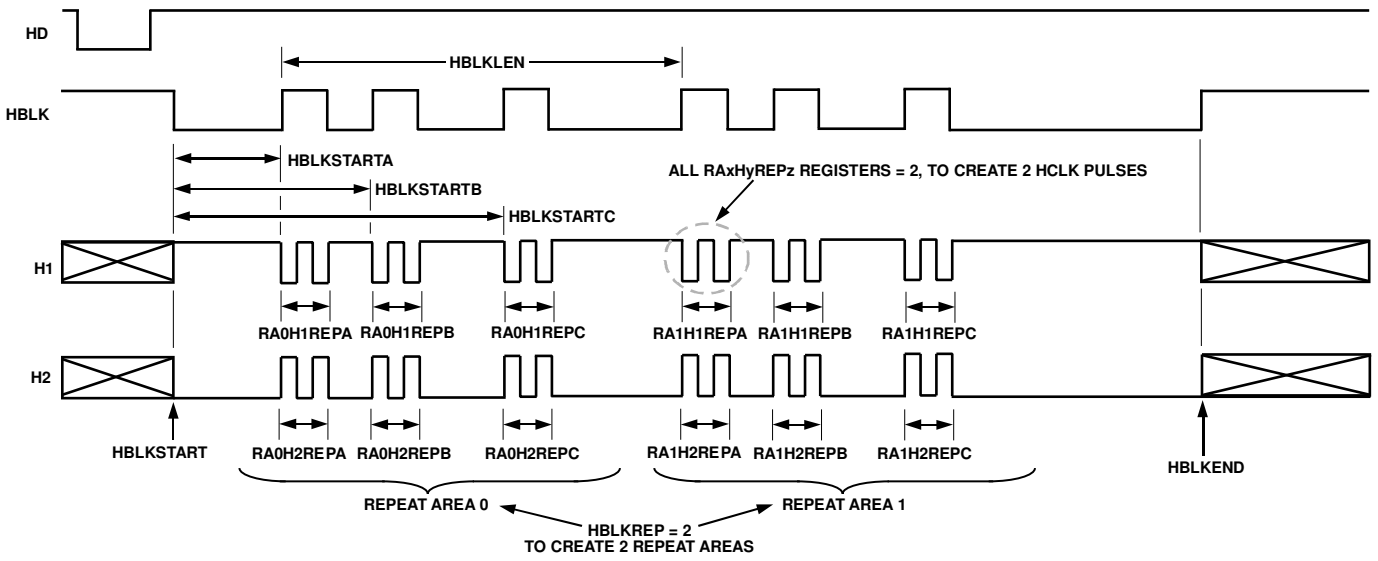 HD
HBLKLEN
HBLK
HBLKSTARTA
ALL RAxHyREPz REGISTERS = 2, TO CREATE 2 HCLK PULSES
HBLKSTARTB
HBLKSTARTC
H1
RA0H1REPA RA0H1REPB RA0H1REPC RA1H1REPA RA1H1REPB RA1H1REPC
H2
HBLKSTART RA0H2REPA RA0H2REPB RA0H2REPC RA1H2REPA RA1H2REPB RA1H2REPC
HBLKEND
REPEAT AREA 0 REPEAT AREA 1
HBLKREP = 2
TO CREATE 2 REPEAT AREAS